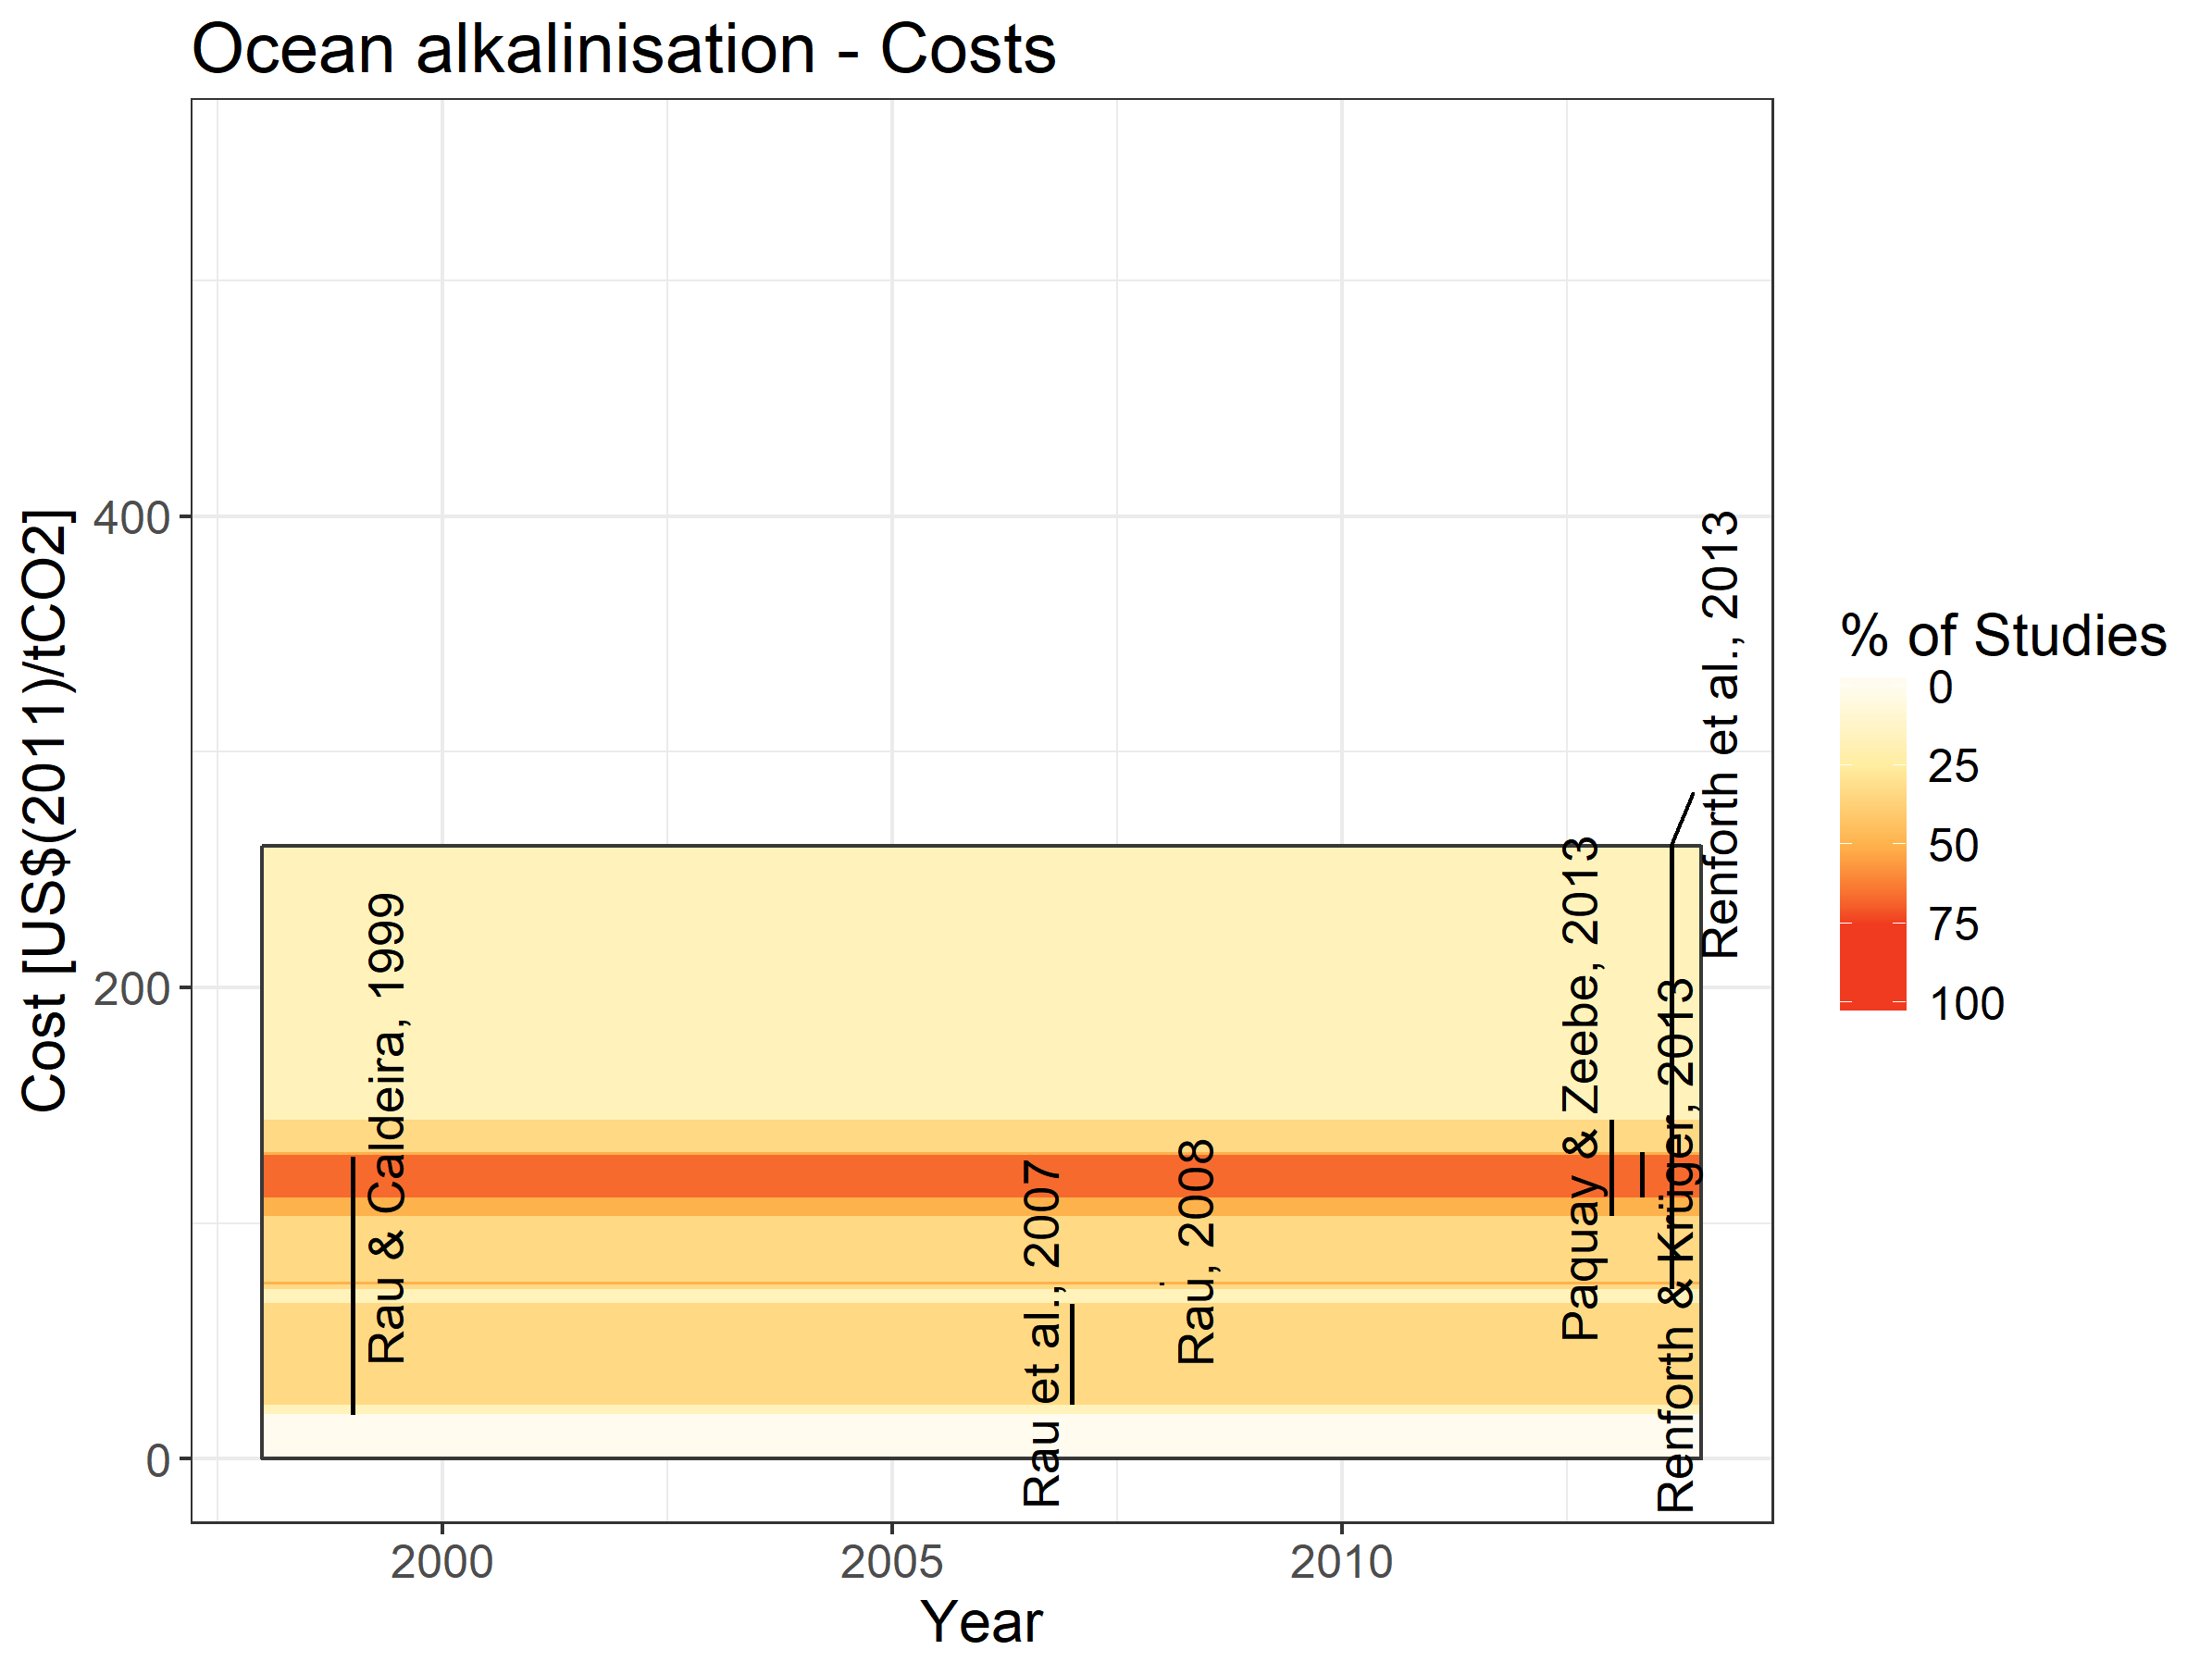 Ocean alkalinisation - Costs
Cost [US$(2011)/tCO2]
400
200
0
Rau & Caldeira, 1999
Rau et al., 2007
Rau, 2008
Paquay & Zeebe, 2013
Renforth & Krüger, 2013
Renforth et al., 2013
2000
2005
2010
Year
% of Studies
0
25
50
75
100